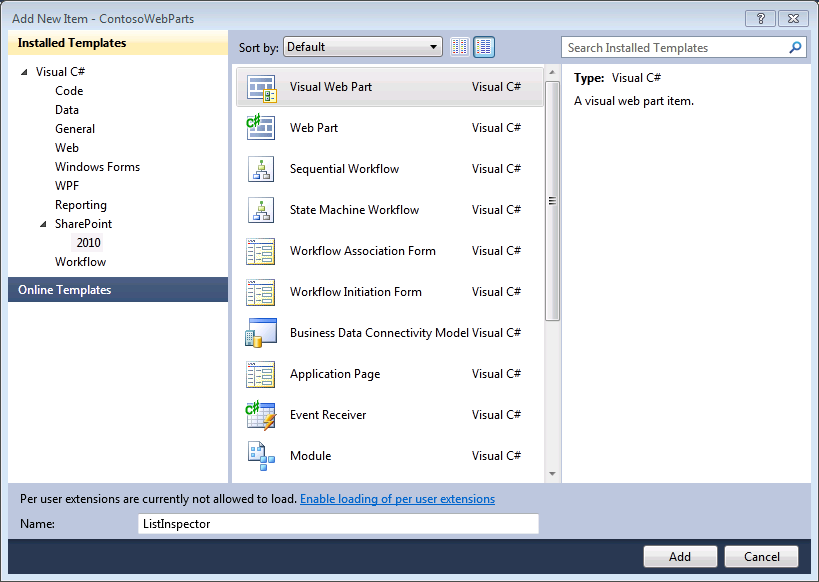 Add New Item - ContosoWebParts
Installed Templates
Visual C#
Code
Data
General
Web
Windows Forms
WPF
Reporting
SharePoint
2010
Workflow
Online Templates
Sort by: Default
Visual Web Part Visual C#
Web Part Visual C#
Sequential Workflow Visual C#
State Machine Workflow Visual C#
Workflow Association Form Visual C#
Workflow Initiation Form Visual C#
Business Data Connectivity Model Visual C#
Application Page Visual C#
Event Receiver Visual C#
Module Visual C#
Search Installed Templates
Type: Visual C#
A visual web part item.
Per user extensions are currently not allowed to load. Enable loading of per user extensions
Name: ListInspector
Add Cancel